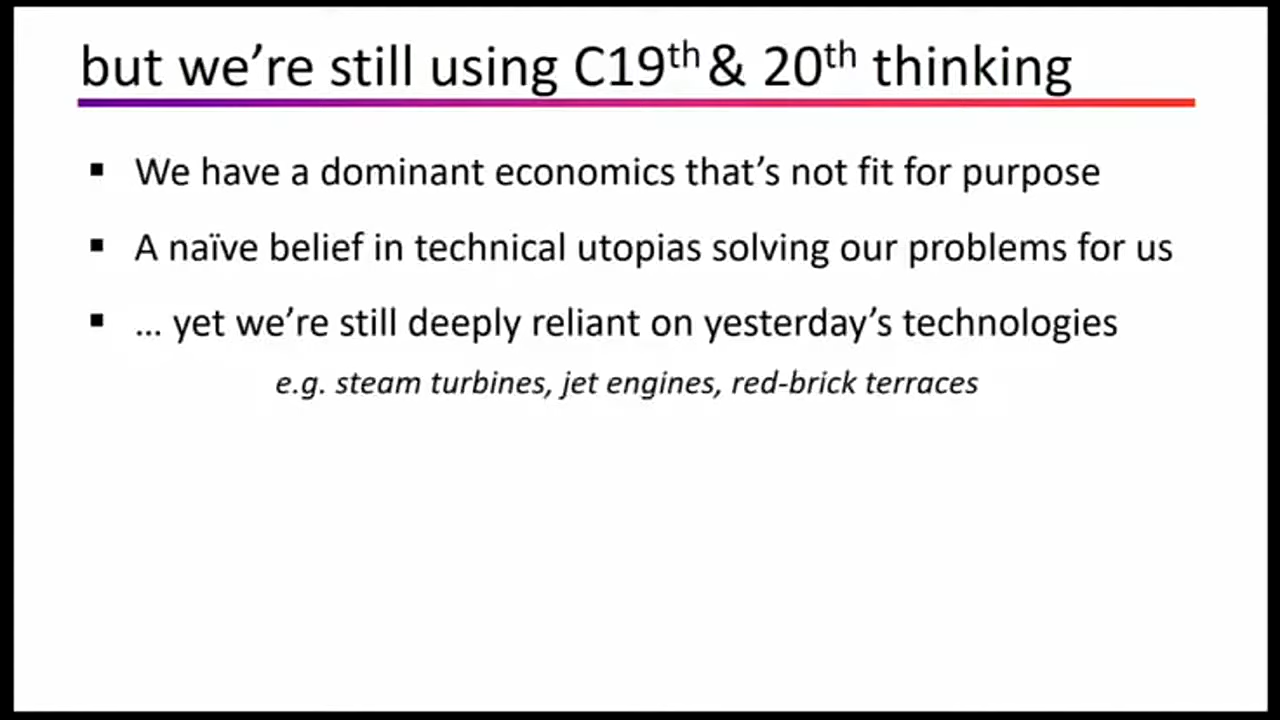 but we’re still using C19th & 20th thinking
▪ We have a dominant economics that’s not fit for purpose
▪ A naïve belief in technical utopias solving our problems for us
▪ … yet we’re still deeply reliant on yesterday’s technologies
e.g. steam turbines, jet engines, red-brick terraces